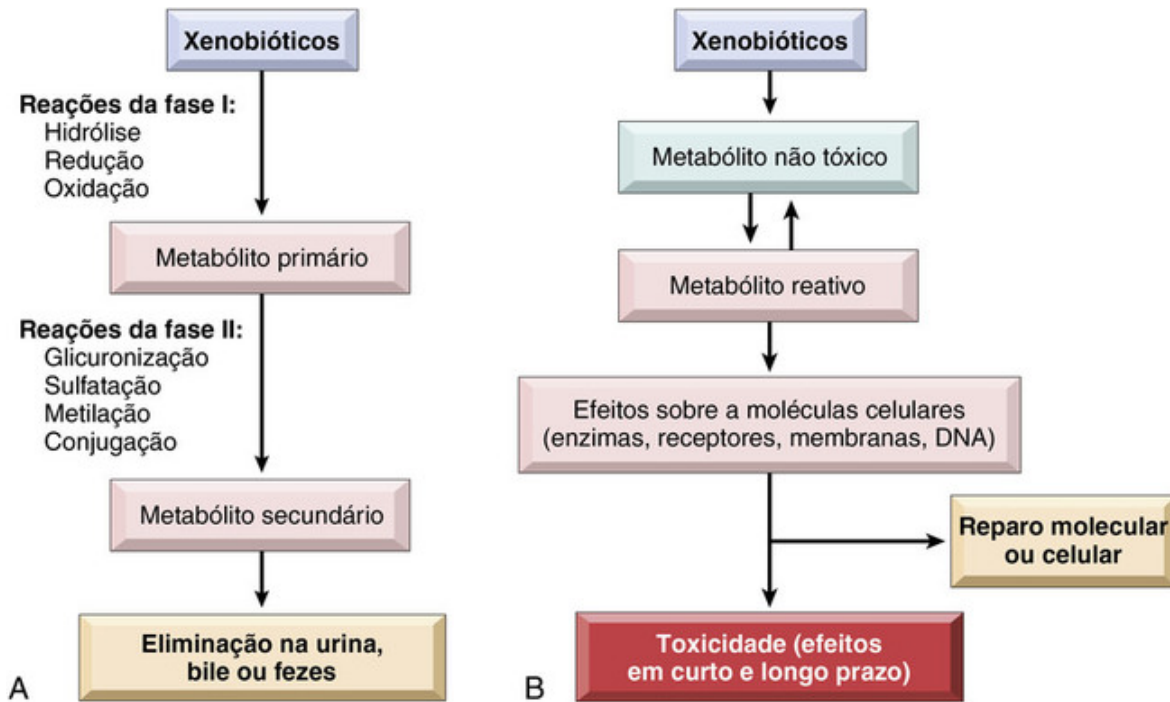 Xenobióticos
Reações da fase I:
Hidrólise
Redução
Oxidação
Metabólito primário
Reações da fase II:
Glicuronização
Sulfatação
Metilação
Conjugação
Metabólito secundário
Eliminação na urina,
bile ou fezes
A
Xenobióticos
Metabólito não tóxico
Metabólito reativo
Efeitos sobre a moléculas celulares
(enzimas, receptores, membranas, DNA)
Reparo molecular
ou celular
Toxicidade (efeitos
em curto e longo prazo)
B